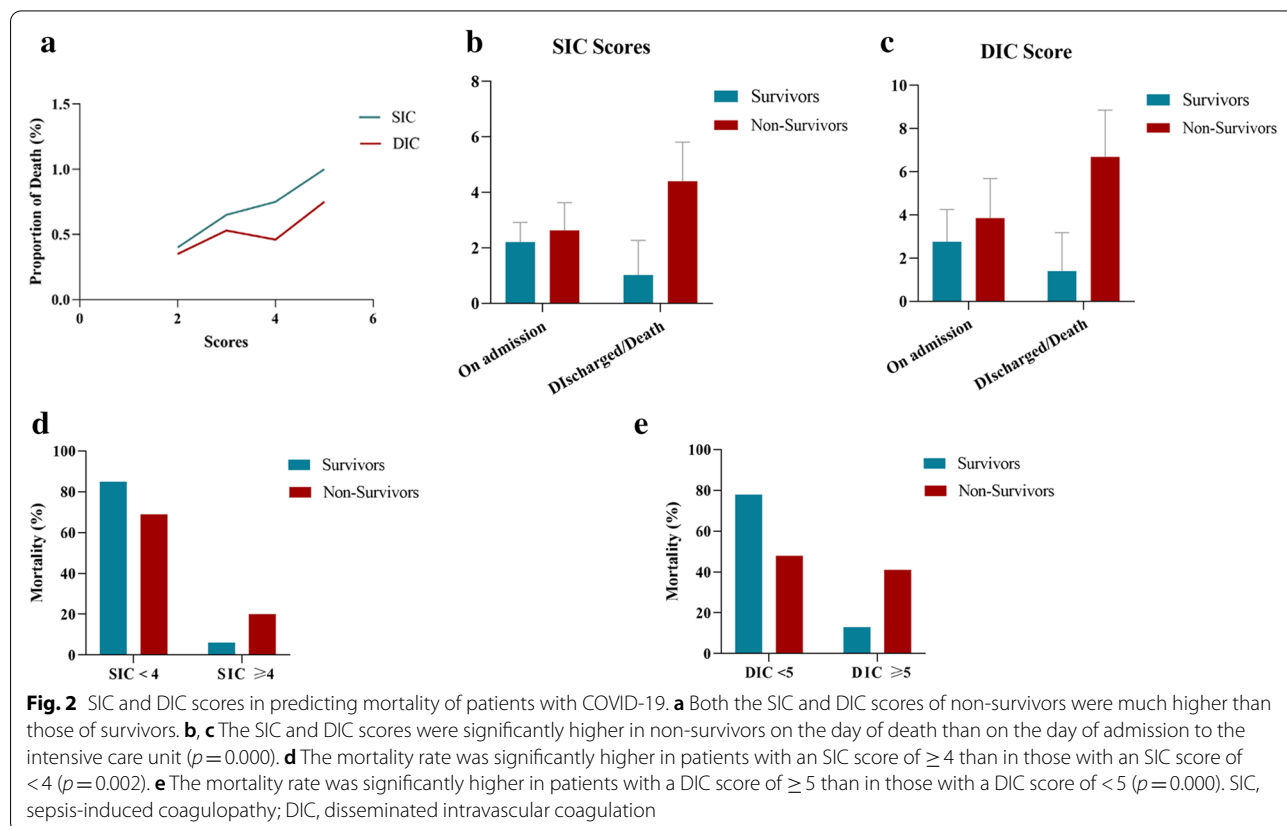 a
1.5
1.0
0.5
0.0
0
2
4
6
Proportion of Death (%)
Scores
SIC
DIC
b
SIC Scores
8
6
4
2
0
On admission
DIscharged/Death
Survivors
Non-Survivors
c
DIC Score
10
8
6
4
2
0
On admission
DIscharged/Death
Survivors
Non-Survivors
d
100
80
60
40
20
0
Mortality (%)
SIC < 4
SIC ≥4
Survivors
Non-Survivors
e
100
80
60
40
20
0
Mortality (%)
DIC <5
DIC ≥5
Survivors
Non-Survivors
Fig. 2 SIC and DIC scores in predicting mortality of patients with COVID-19. a Both the SIC and DIC scores of non-survivors were much higher than
those of survivors. b, c The SIC and DIC scores were significantly higher in non-survivors on the day of death than on the day of admission to the
intensive care unit (p = 0.000). d The mortality rate was significantly higher in patients with an SIC score of ≥ 4 than in those with an SIC score of
< 4 (p = 0.002). e The mortality rate was significantly higher in patients with a DIC score of ≥ 5 than in those with a DIC score of < 5 (p = 0.000). SIC,
sepsis-induced coagulopathy; DIC, disseminated intravascular coagulation